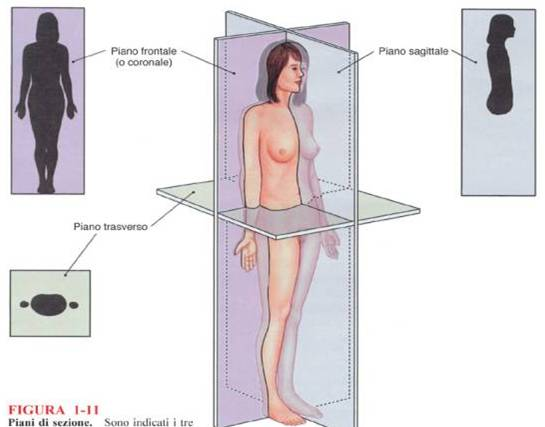 Piano frontale
(o coronale)
Piano sagittale
Piano trasverso
FIGURA 1-11
Piani di sezione. Sono indicati i tre